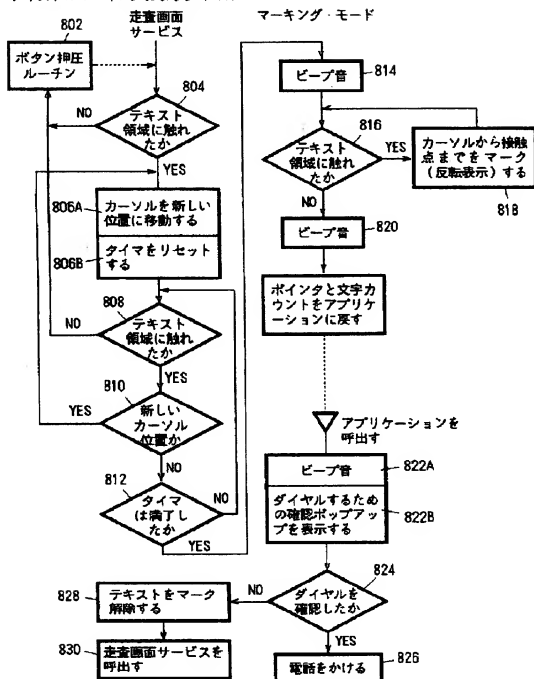 走査画面
サービス
マーキング・モード
802
ボタン押圧
ルーチン
804
テキスト
領域に触れ
たか
NO
YES
806A
カーソルを新しい
位置に移動する
806B
タイマをリセット
する
808
テキスト
領域に触れ
たか
NO
YES
810
新しい
カーソル
位置か
YES
NO
812
タイマ
は満了し
たか
NO
YES
ビープ音
814
816
テキスト
領域に触れ
たか
YES
NO
カーソルから接触
点までをマーク
(反転表示)する
818
820
ビープ音
ポインタと文字カ
ウントをアプリケ
ーションに戻す
アプリケーションを
呼出す
ビープ音
822A
ダイヤルするため
の確認ポップアッ
プを表示する
822B
824
ダイヤルを
確認したか
NO
YES
828
テキストをマーク
解除する
830
走査画面サービスを
呼出す
電話をかける
826